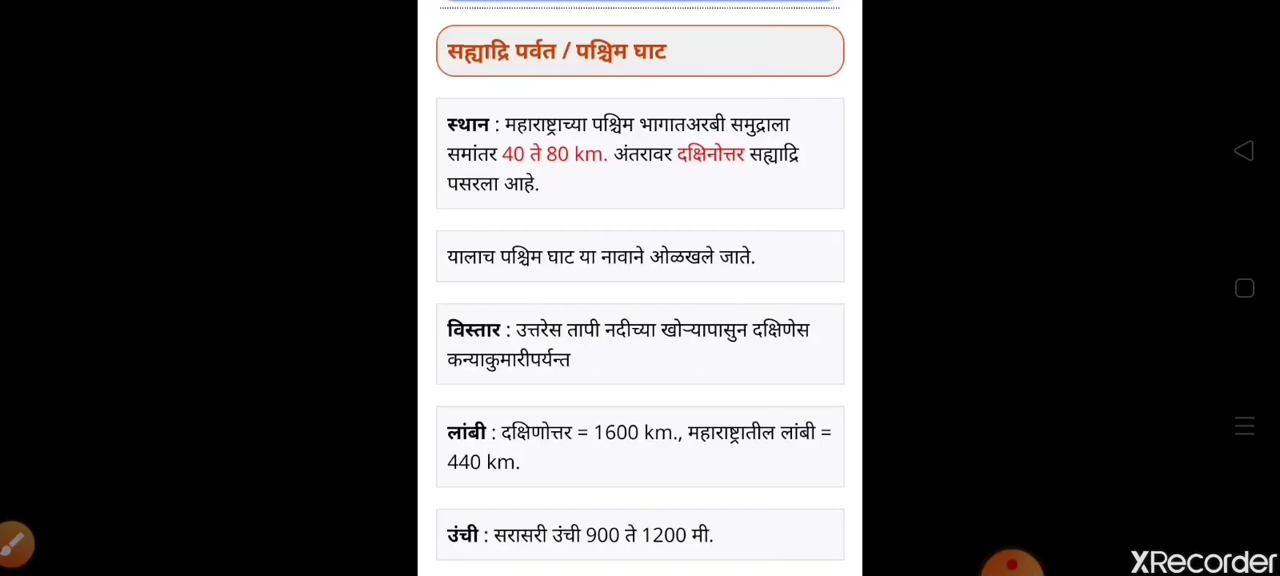 सह्याद्रि पर्वत / पश्चिम घाट
स्थान : महाराष्ट्राच्या पश्चिम भागातअरबी समुद्राला
समांतर 40 ते 80 km. अंतरावर दक्षिनोत्तर सह्याद्रि
पसरला आहे.
यालाच पश्चिम घाट या नावाने ओळखले जाते.
विस्तार : उत्तरेस तापी नदीच्या खोऱ्यापासुन दक्षिणेस
कन्याकुमारीपर्यन्त
लांबी : दक्षिणोत्तर = 1600 km., महाराष्ट्रातील लांबी =
440 km.
उंची : सरासरी उंची 900 ते 1200 मी.
XRecorder